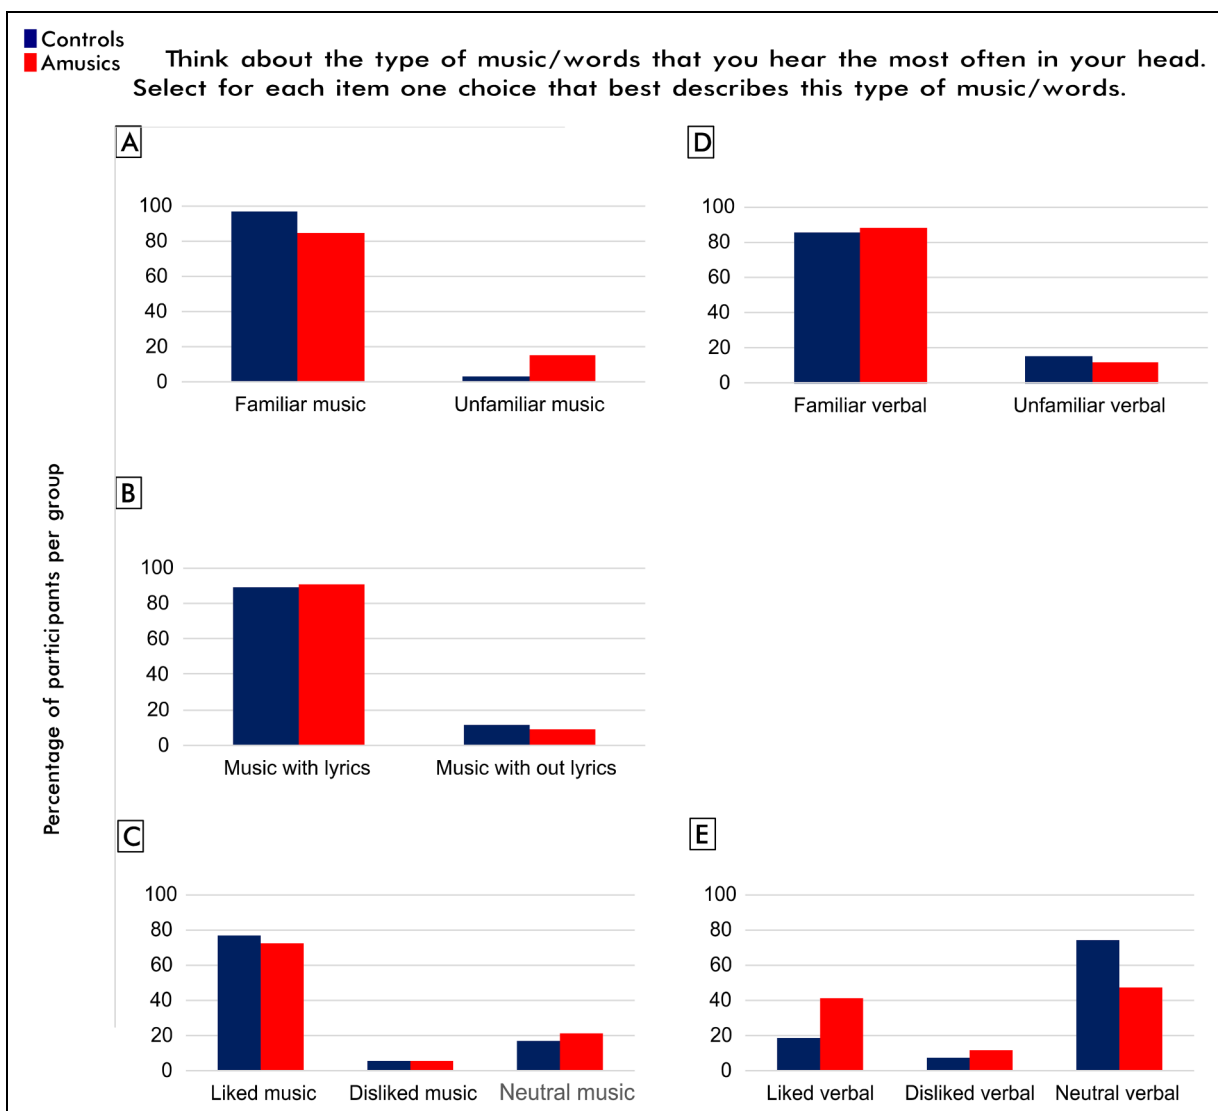 Controls
Amusics
Think about the type of music/words that you hear the most often in your head.
Select for each item one choice that best describes this type of music/words.
Percentage of participants per group
A
100
80
60
40
20
0
Familiar music Unfamiliar music
D
100
80
60
40
20
0
Familiar verbal Unfamiliar verbal
B
100
80
60
40
20
0
Music with lyrics Music with out lyrics
C
100
80
60
40
20
0
Liked music Disliked music Neutral music
E
100
80
60
40
20
0
Liked verbal Disliked verbal Neutral verbal